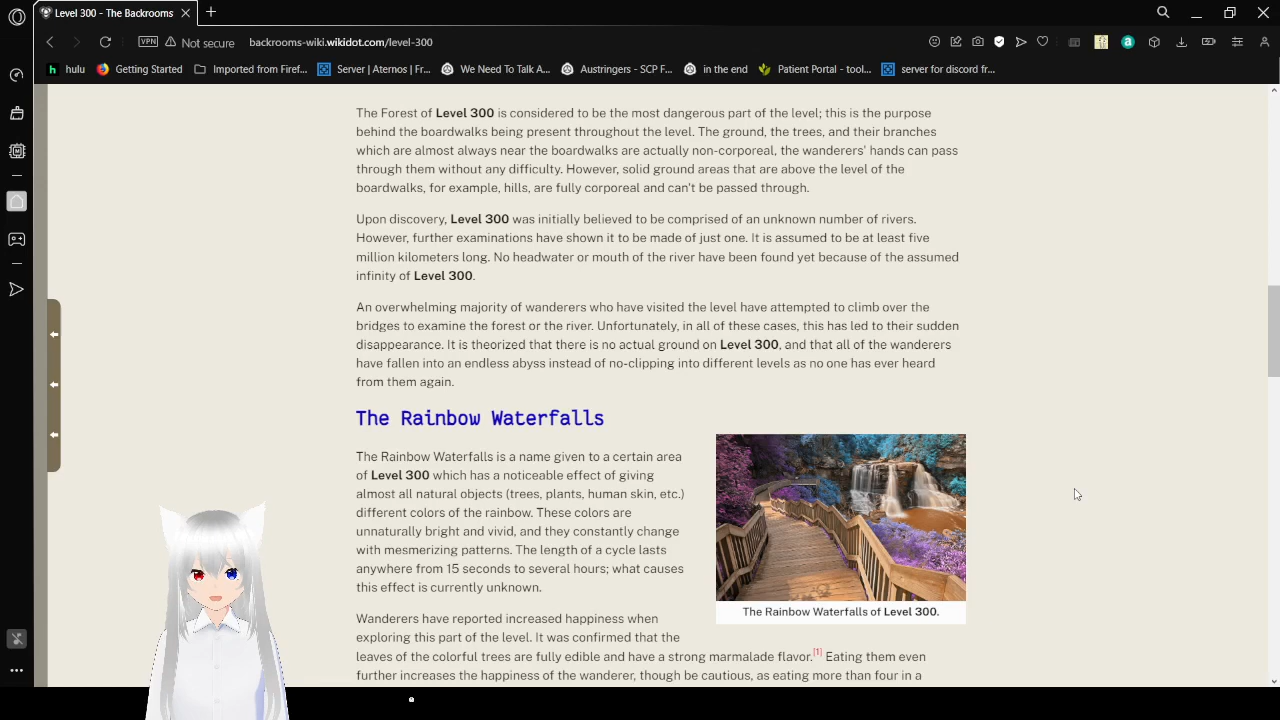 Level 300 - The Backrooms
VPN
Not secure
backrooms-wiki.wikidot.com/level-300
h hulu
Getting Started
Imported from Firef...
Server | Aternos | Fr...
We Need To Talk A...
Austringers - SCP F...
in the end
Patient Portal - tool...
server for discord fr...
The Forest of Level 300 is considered to be the most dangerous part of the level; this is the purpose
behind the boardwalks being present throughout the level. The ground, the trees, and their branches
which are almost always near the boardwalks are actually non-corporeal, the wanderers' hands can pass
through them without any difficulty. However, solid ground areas that are above the level of the
boardwalks, for example, hills, are fully corporeal and can't be passed through.
Upon discovery, Level 300 was initially believed to be comprised of an unknown number of rivers.
However, further examinations have shown it to be made of just one. It is assumed to be at least five
million kilometers long. No headwater or mouth of the river have been found yet because of the assumed
infinity of Level 300.
An overwhelming majority of wanderers who have visited the level have attempted to climb over the
bridges to examine the forest or the river. Unfortunately, in all of these cases, this has led to their sudden
disappearance. It is theorized that there is no actual ground on Level 300, and that all of the wanderers
have fallen into an endless abyss instead of no-clipping into different levels as no one has ever heard
from them again.
The Rainbow Waterfalls
The Rainbow Waterfalls is a name given to a certain area
of Level 300 which has a noticeable effect of giving
almost all natural objects (trees, plants, human skin, etc.)
different colors of the rainbow. These colors are
unnaturally bright and vivid, and they constantly change
with mesmerizing patterns. The length of a cycle lasts
anywhere from 15 seconds to several hours; what causes
this effect is currently unknown.
The Rainbow Waterfalls of Level 300.
Wanderers have reported increased happiness when
exploring this part of the level. It was confirmed that the
leaves of the colorful trees are fully edible and have a strong marmalade flavor.[1] Eating them even
further increases the happiness of the wanderer, though be cautious, as eating more than four in a